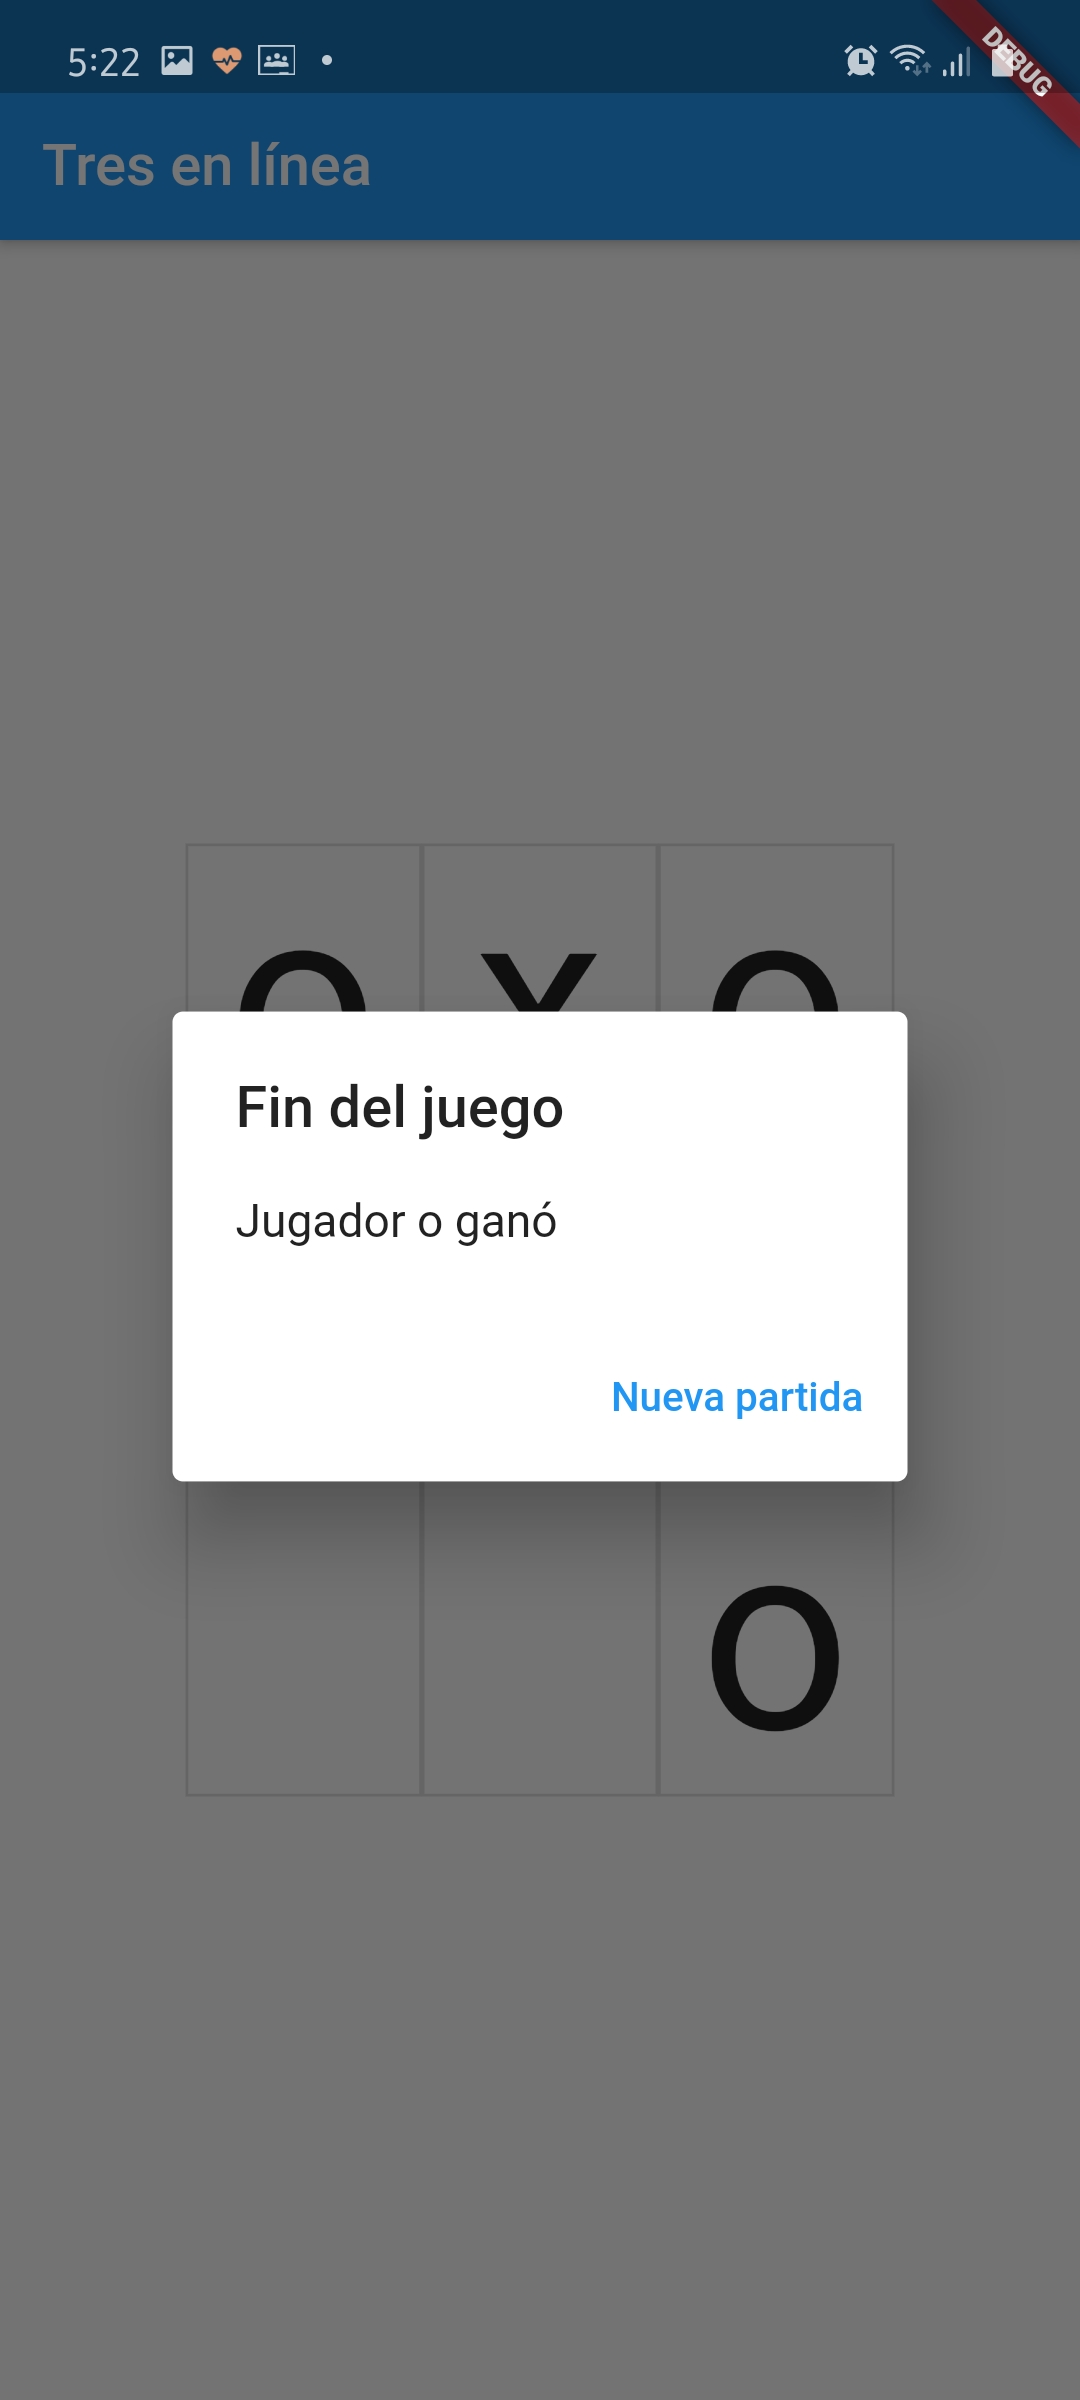 5:22
DEBUG
Tres en línea
O X O
Fin del juego
Jugador o ganó
Nueva partida
O